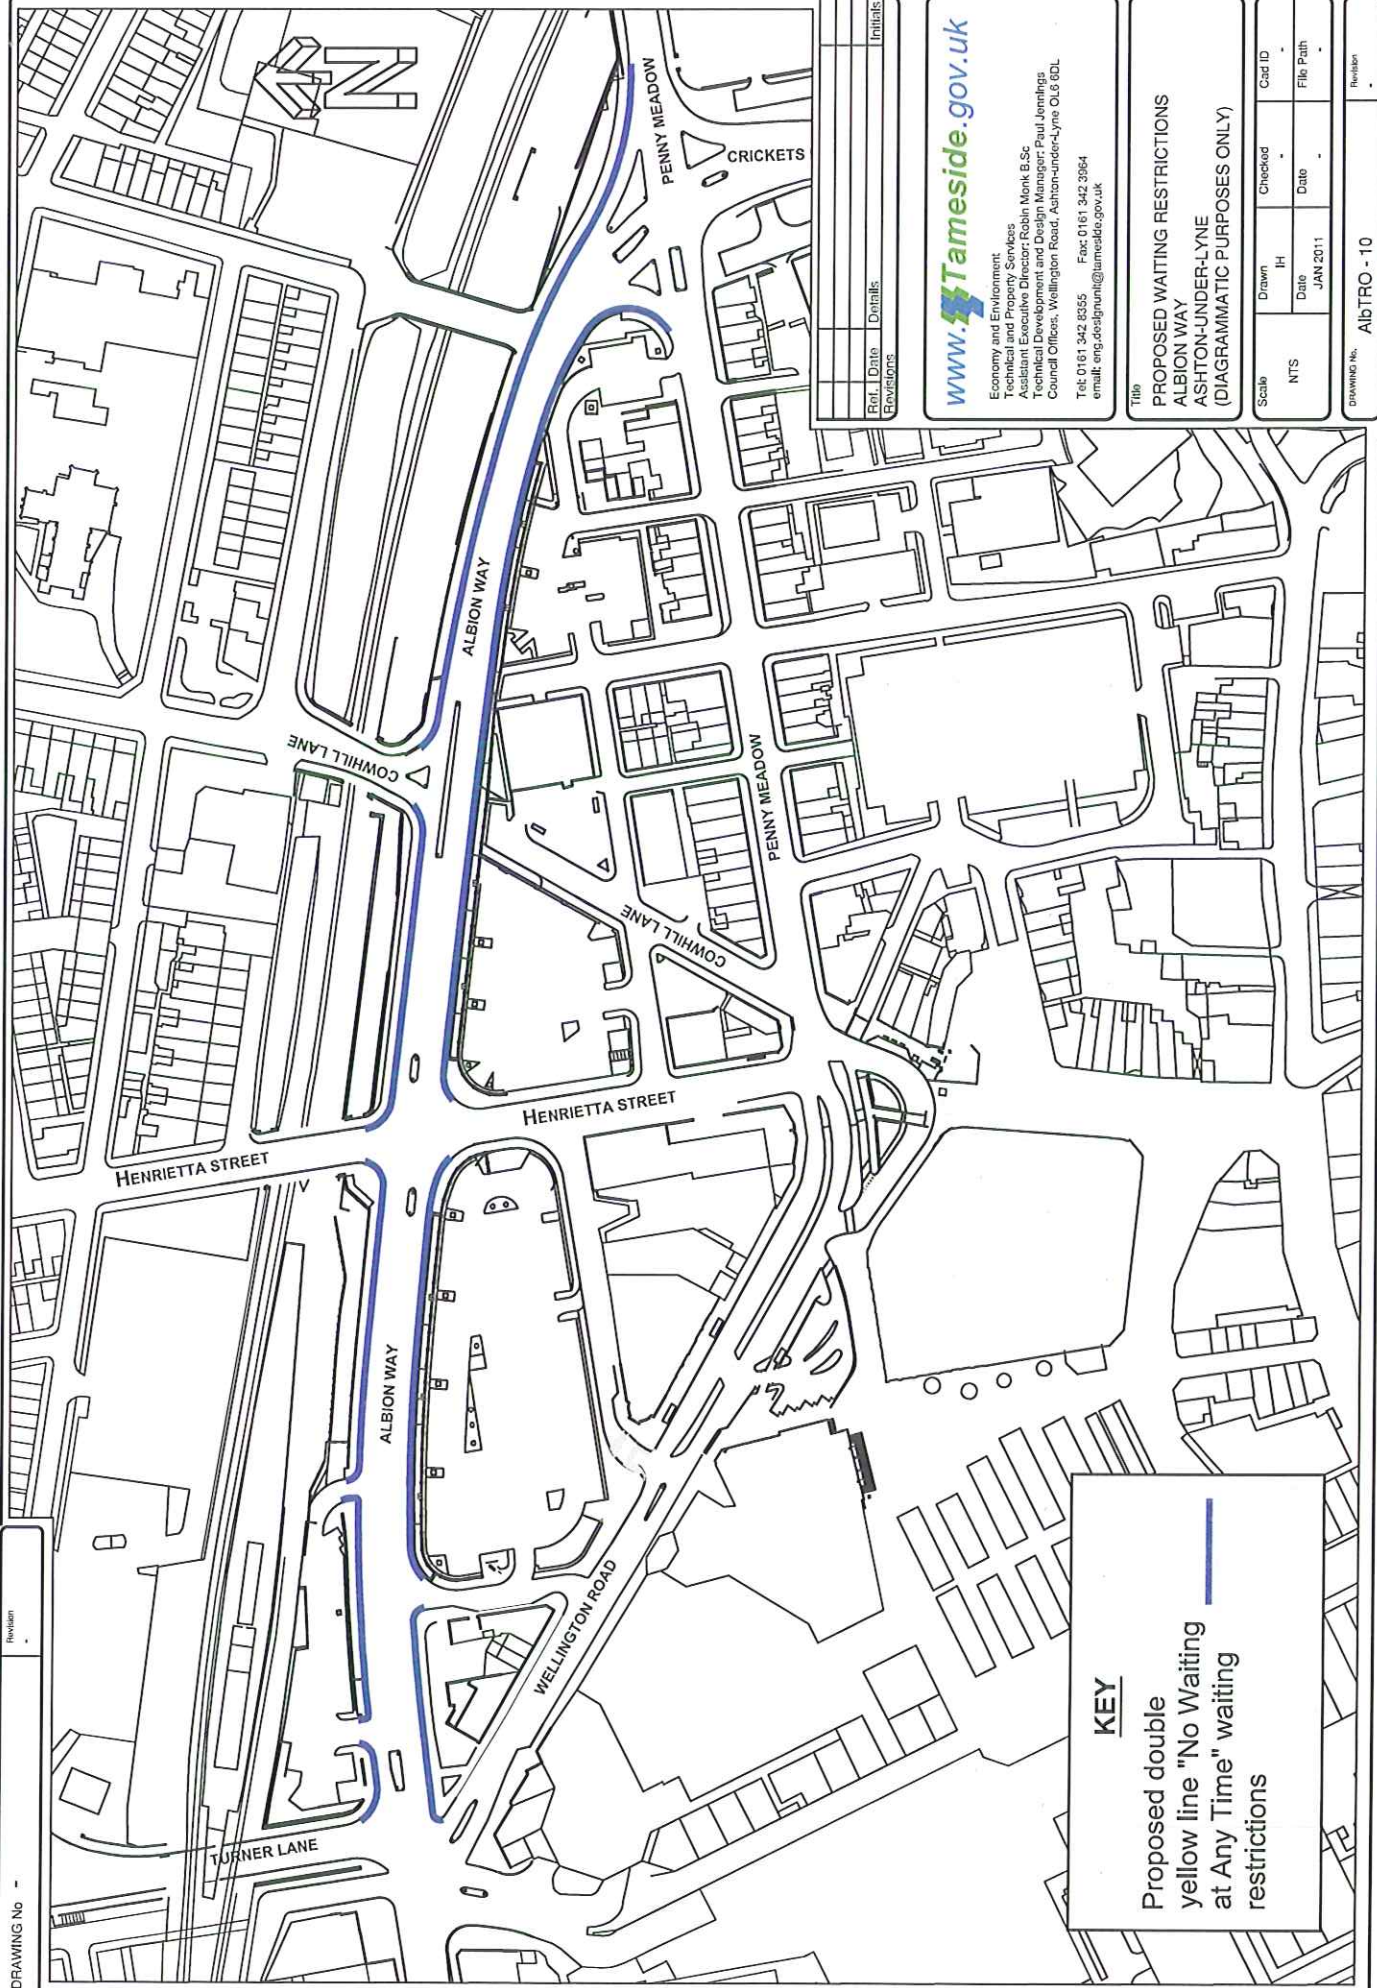 DRAWING No -
Revision
-
N
TURNER LANE
ALBION WAY
WELLINGTON ROAD
HENRIETTA STREET
HENRIETTA STREET
COWHILL LANE
COWHILL LANE
ALBION WAY
PENNY MEADOW
PENNY MEADOW
CRICKETS
KEY
Proposed double
yellow line "No Waiting
at Any Time" waiting
restrictions
Ref. Date Details Initials
Revisions
www.Tameside.gov.uk
Economy and Environment
Technical and Property Services
Assistant Executive Director: Robin Monk B.Sc
Technical Development and Design Manager: Paul Jennings
Council Offices, Wellington Road, Ashton-under-Lyne OL6 6DL
Tel: 0161 342 8355 Fax: 0161 342 3964
email: eng.designunit@tameside.gov.uk
Title
PROPOSED WAITING RESTRICTIONS
ALBION WAY
ASHTON-UNDER-LYNE
(DIAGRAMMATIC PURPOSES ONLY)
Scale
NTS
Drawn
IH
Checked
-
Cad ID
-
Date
JAN 2011
Date
-
File Path
-
DRAWING No.
AlbTRO - 10
Revision
-